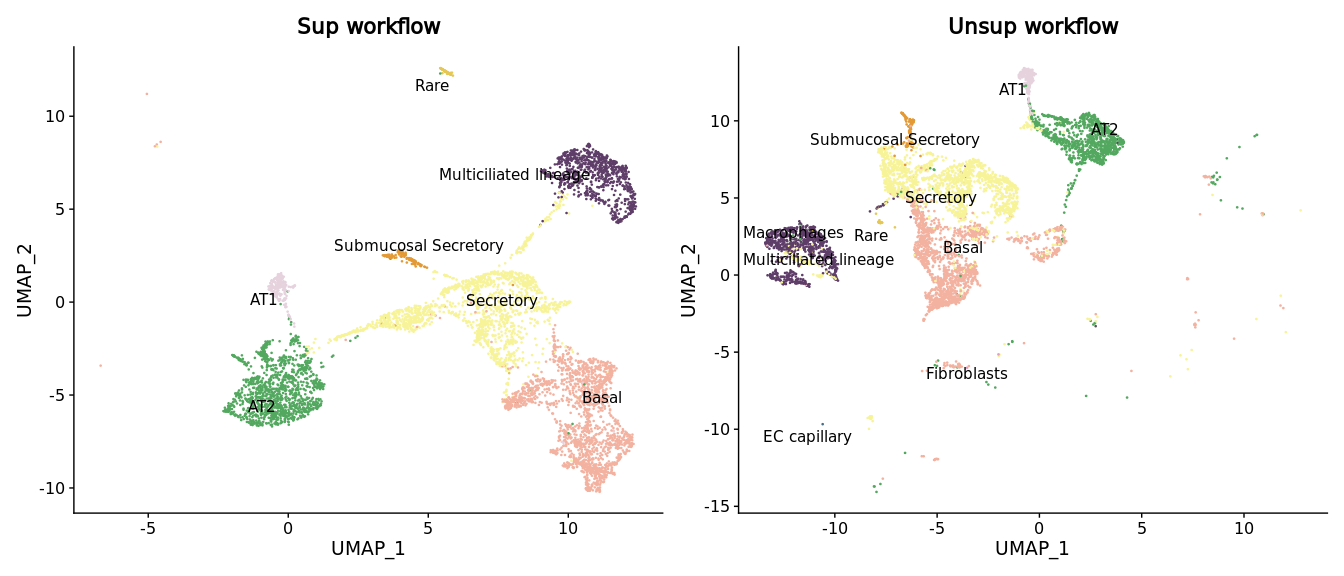 Sup workflow
Rare
Multiciliated lineage
Submucosal Secretory
AT1
Secretory
AT2
Basal
10
5
0
-5
-10
-5
0
5
10
UMAP_1
UMAP_2
Unsup workflow
AT1
AT2
Submucosal Secretory
Secretory
Macrophages
Rare
Basal
Multiciliated lineage
Fibroblasts
EC capillary
10
5
0
-5
-10
-15
-10
-5
0
5
10
UMAP_1
UMAP_2